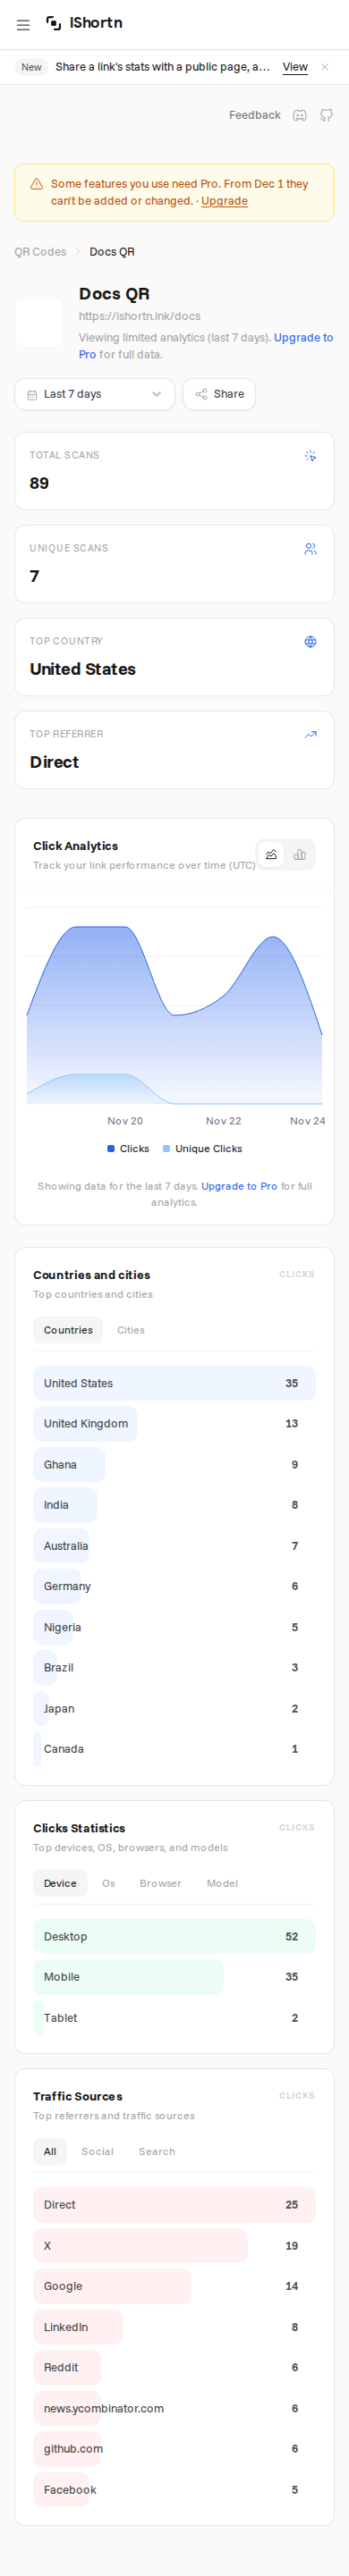 IShortn
New Share a link's stats with a public page, a... View
Feedback
Some features you use need Pro. From Dec 1 they
can't be added or changed. · Upgrade
QR Codes Docs QR
Docs QR
https://ishortn.ink/docs
Viewing limited analytics (last 7 days). Upgrade to
Pro for full data.
Last 7 days Share
TOTAL SCANS
89
UNIQUE SCANS
7
TOP COUNTRY
United States
TOP REFERRER
Direct
Click Analytics
Track your link performance over time (UTC)
Nov 20 Nov 22 Nov 24
Clicks Unique Clicks
Showing data for the last 7 days. Upgrade to Pro for full
analytics.
Countries and cities CLICKS
Top countries and cities
Countries Cities
United States 35
United Kingdom 13
Ghana 9
India 8
Australia 7
Germany 6
Nigeria 5
Brazil 3
Japan 2
Canada 1
Clicks Statistics CLICKS
Top devices, OS, browsers, and models
Device Os Browser Model
Desktop 52
Mobile 35
Tablet 2
Traffic Sources CLICKS
Top referrers and traffic sources
All Social Search
Direct 25
X 19
Google 14
LinkedIn 8
Reddit 6
news.ycombinator.com 6
github.com 6
Facebook 5